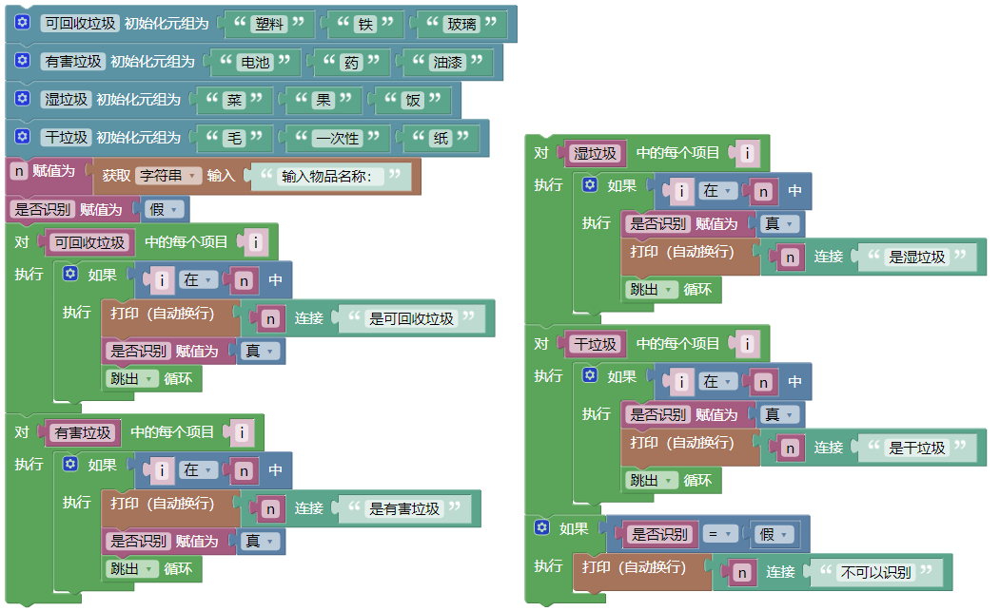 可回收垃圾 初始化元组为 “ 塑料 ” “ 铁 ” “ 玻璃 ”
有害垃圾 初始化元组为 “ 电池 ” “ 药 ” “ 油漆 ”
湿垃圾 初始化元组为 “ 菜 ” “ 果 ” “ 饭 ”
干垃圾 初始化元组为 “ 毛 ” “ 一次性 ” “ 纸 ”
n 赋值为 获取 字符串 输入 “ 输入物品名称： ”
是否识别 赋值为 假
对 可回收垃圾 中的每个项目 i
执行 如果 i 在 n 中
执行 打印（自动换行） n 连接 “ 是可回收垃圾 ”
是否识别 赋值为 真
跳出 循环
对 有害垃圾 中的每个项目 i
执行 如果 i 在 n 中
执行 打印（自动换行） n 连接 “ 是有害垃圾 ”
是否识别 赋值为 真
跳出 循环
对 湿垃圾 中的每个项目 i
执行 如果 i 在 n 中
执行 是否识别 赋值为 真
打印（自动换行） n 连接 “ 是湿垃圾 ”
跳出 循环
对 干垃圾 中的每个项目 i
执行 如果 i 在 n 中
执行 是否识别 赋值为 真
打印（自动换行） n 连接 “ 是干垃圾 ”
跳出 循环
如果 是否识别 = 假
执行 打印（自动换行） n 连接 “ 不可以识别 ”